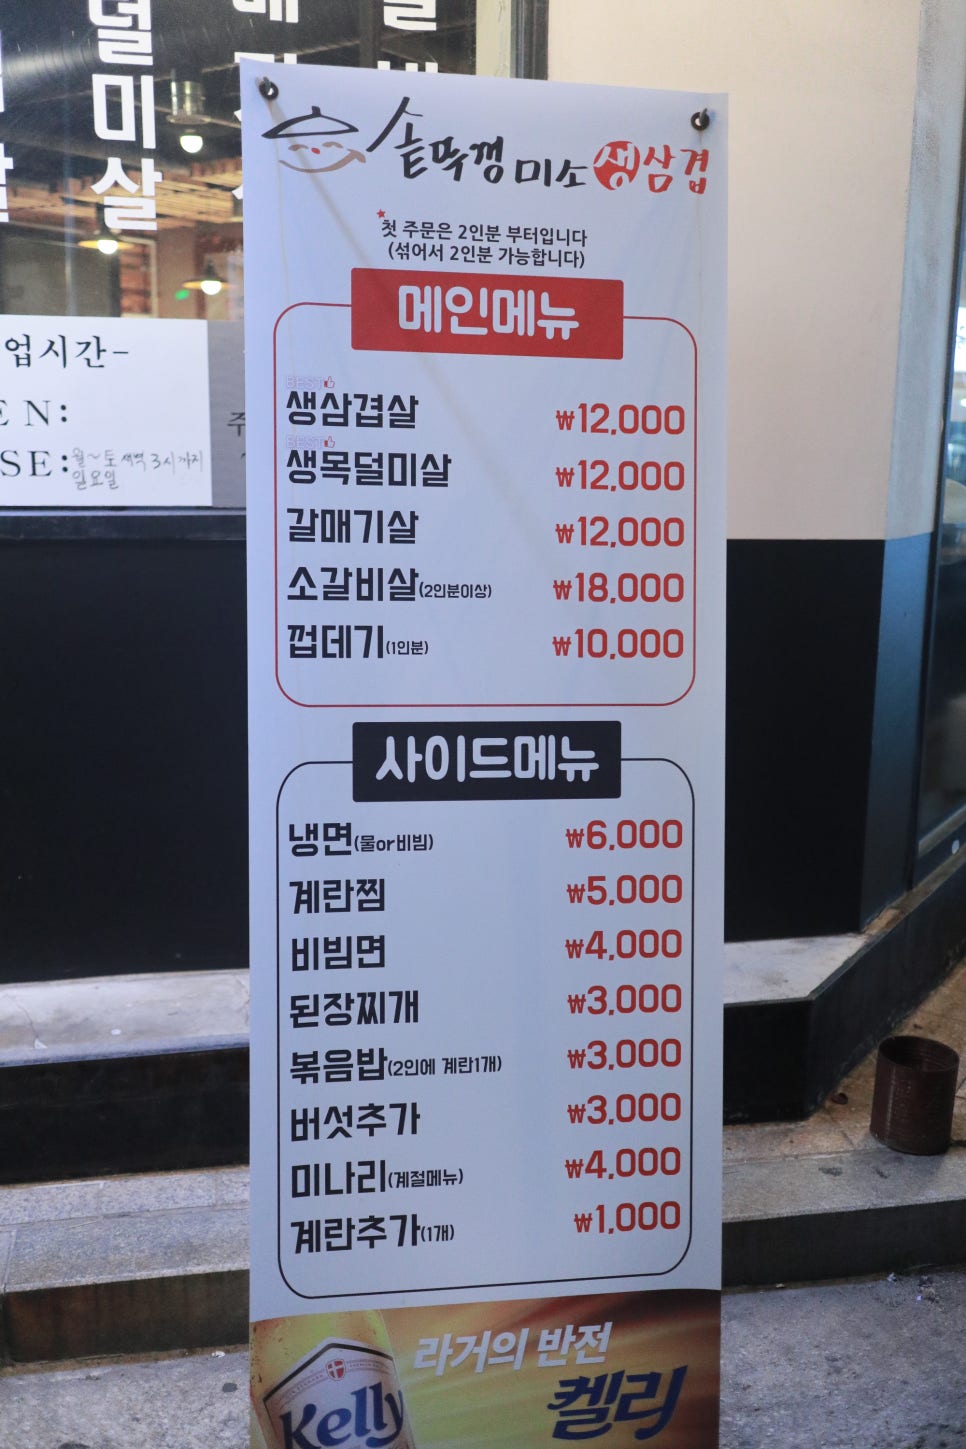 덜미살
업시간-
EN:
SE: 월~토 새벽 3시까지
일요일
솥뚜껑 미소 생삼겹
첫 주문은 2인분 부터입니다
(섞어서 2인분 가능합니다)
메인메뉴
BEST
생삼겹살 ₩12,000
BEST
생목덜미살 ₩12,000
갈매기살 ₩12,000
소갈비살(2인분이상) ₩18,000
껍데기(1인분) ₩10,000
사이드메뉴
냉면(물or비빔) ₩6,000
계란찜 ₩5,000
비빔면 ₩4,000
된장찌개 ₩3,000
볶음밥(2인에 계란1개) ₩3,000
버섯추가 ₩3,000
미나리(계절메뉴) ₩4,000
계란추가(1개) ₩1,000
라거의 반전
켈리
Kelly